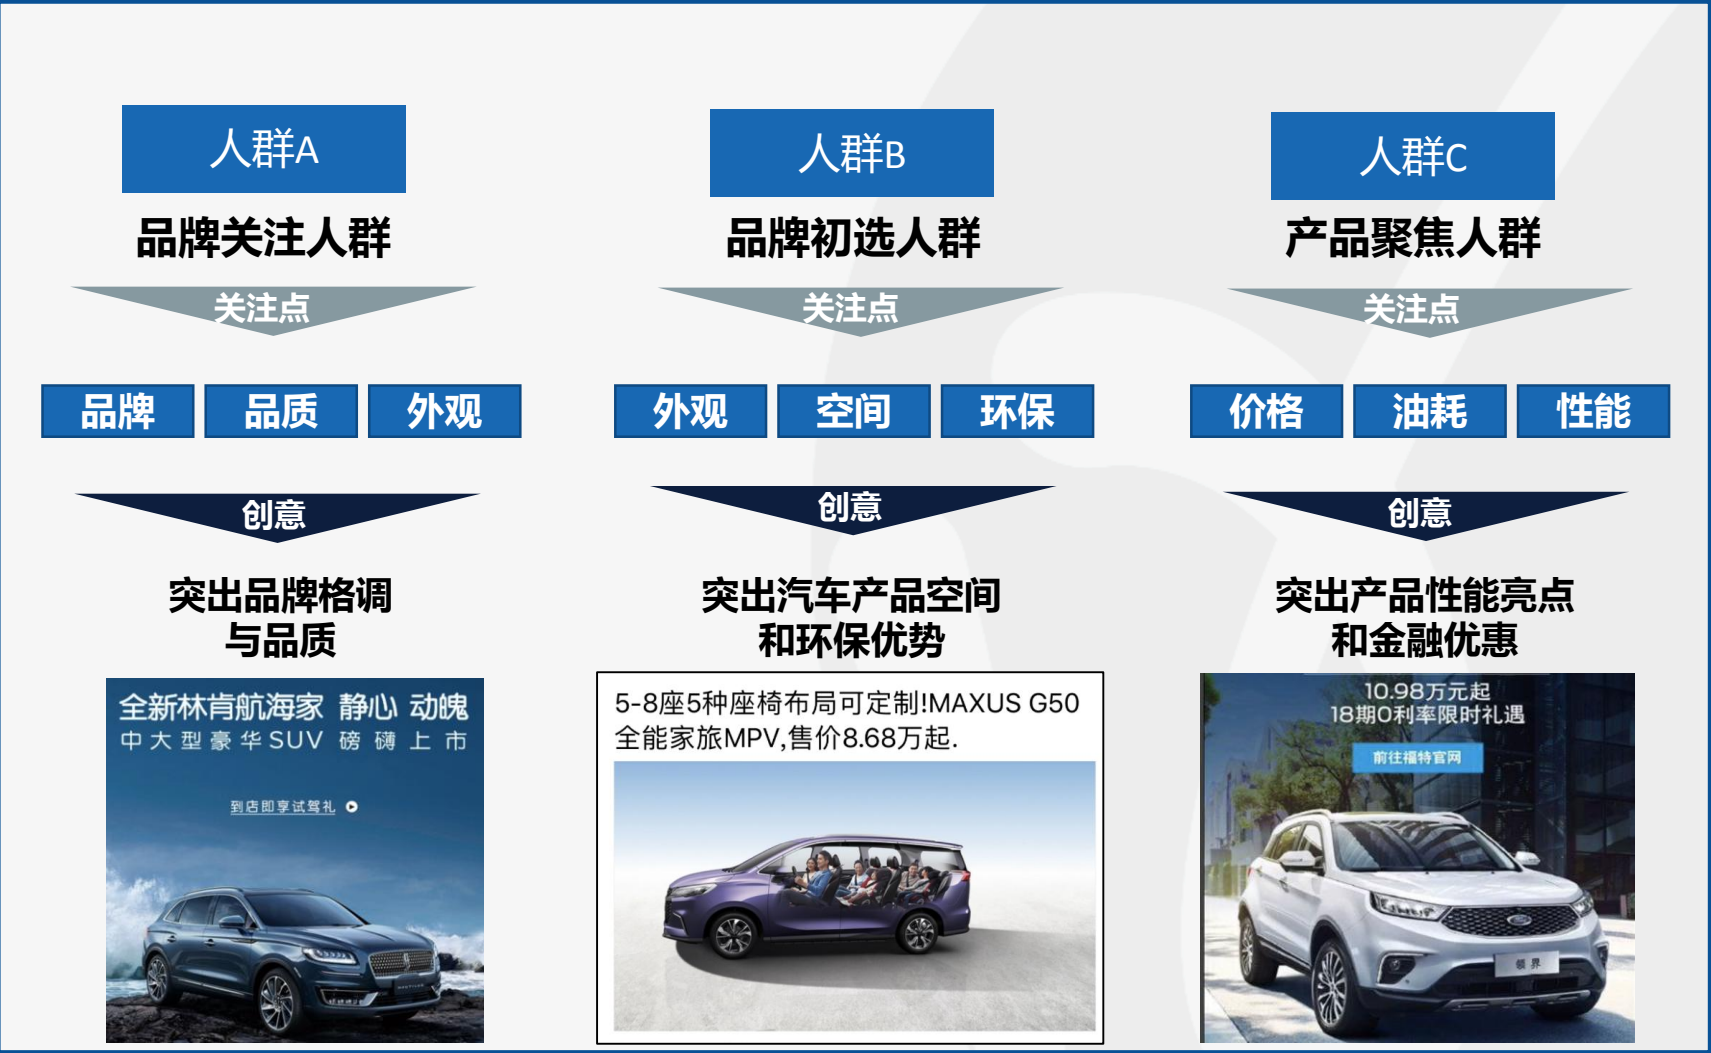 人群A
品牌关注人群
关注点
品牌 品质 外观
创意
突出品牌格调
与品质
全新林肯航海家 静心 动魄
中大型豪华SUV 磅礴上市
到店即享试驾礼
人群B
品牌初选人群
关注点
外观 空间 环保
创意
突出汽车产品空间
和环保优势
5-8座5种座椅布局可定制!MAXUS G50
全能家旅MPV,售价8.68万起.
人群C
产品聚焦人群
关注点
价格 油耗 性能
创意
突出产品性能亮点
和金融优惠
10.98万元起
18期0利率限时礼遇
前往福特官网
领界